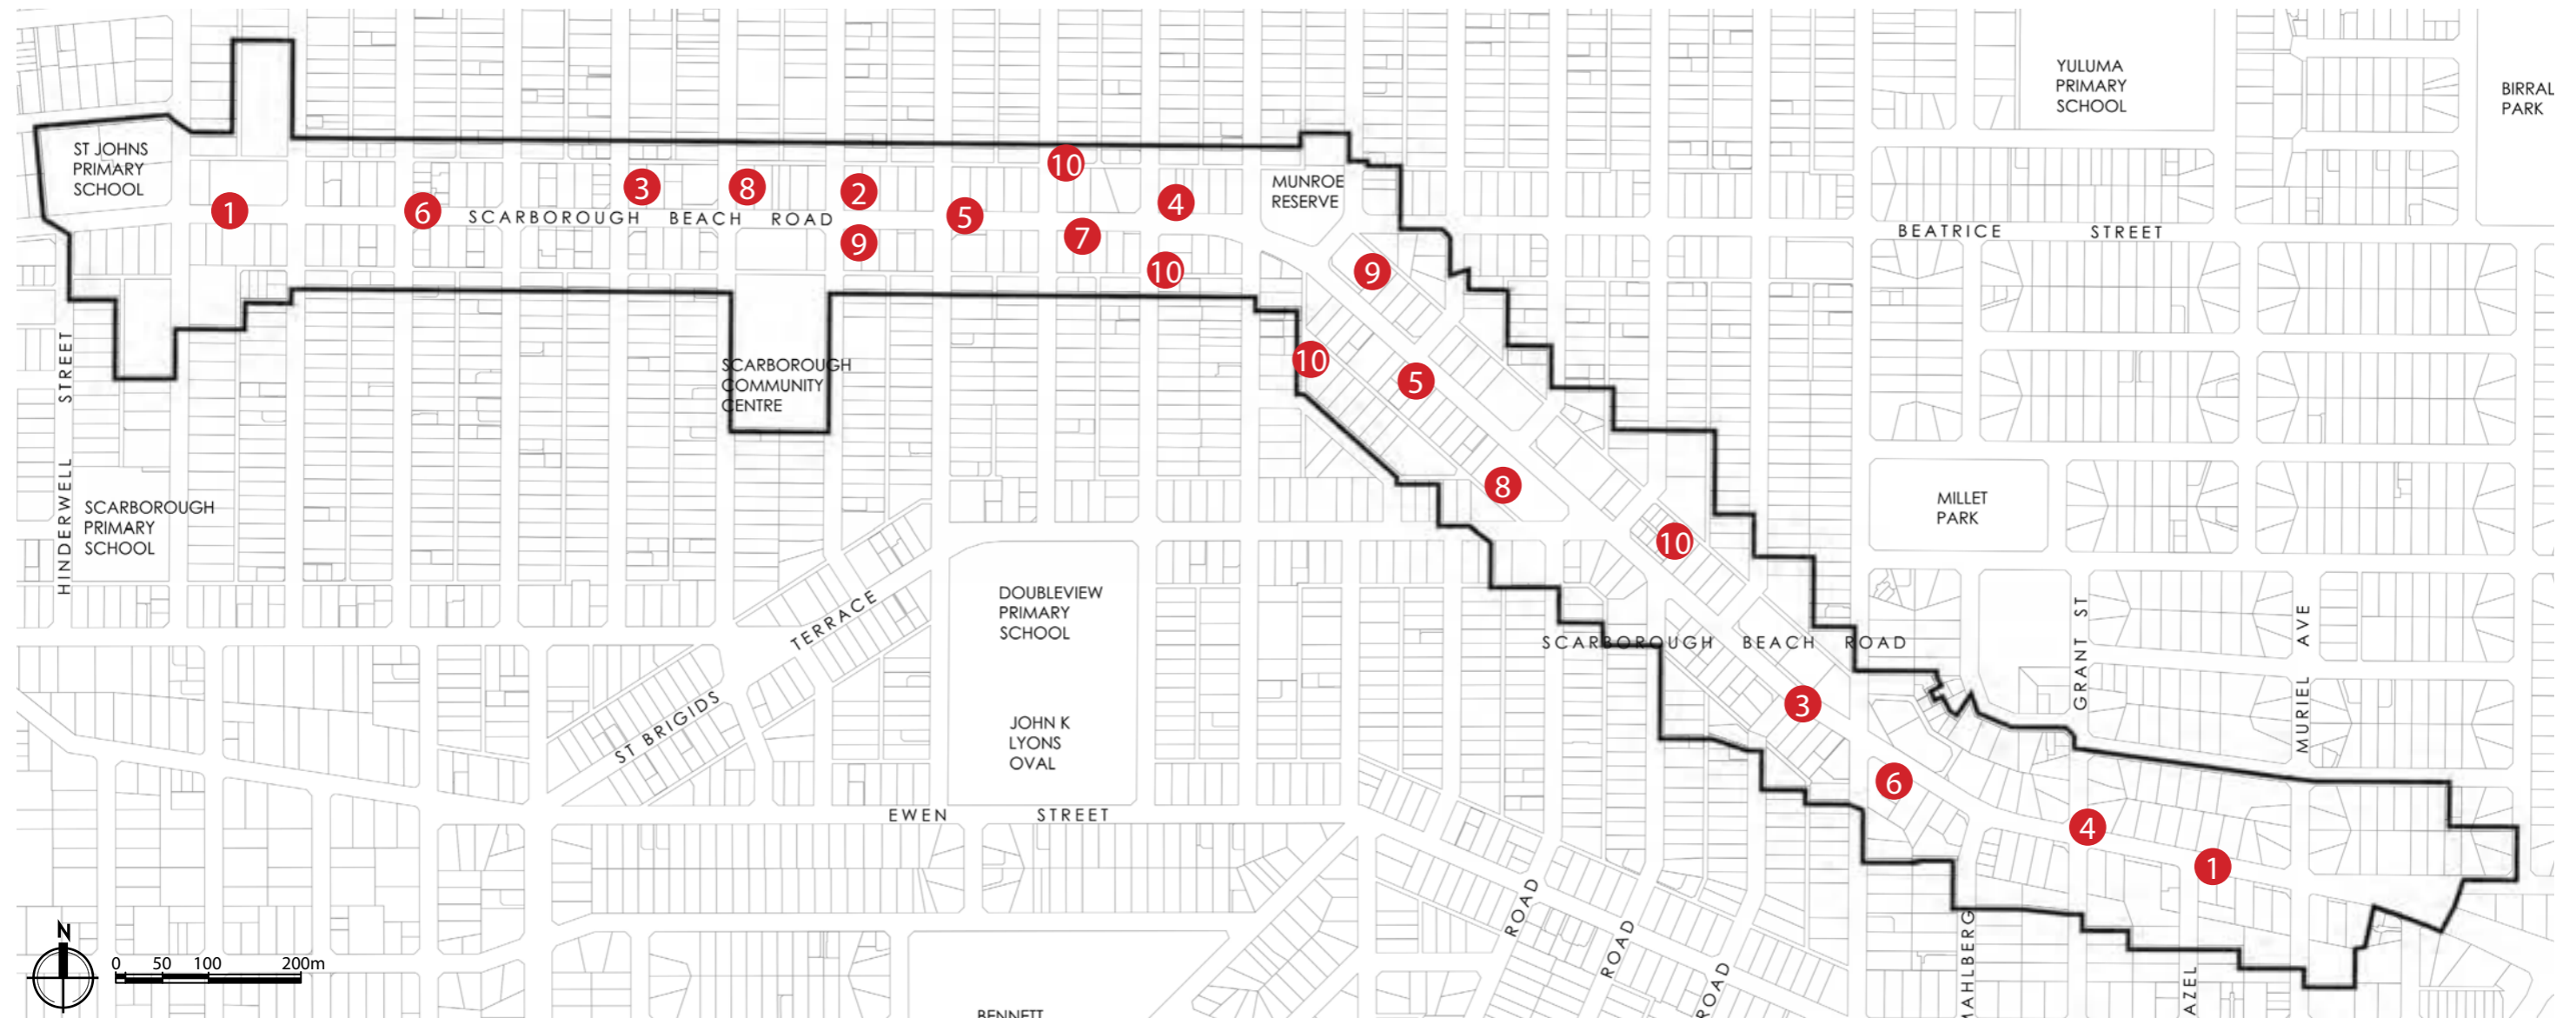 YULUMA
PRIMARY
SCHOOL
BIRRAL
PARK
ST JOHNS
PRIMARY
SCHOOL
10
3
8
2
MUNROE
RESERVE
1
6
4
5
SCARBOROUGH BEACH ROAD
BEATRICE STREET
7
9
10
9
10
5
SCARBOROUGH
COMMUNITY
CENTRE
HINDERWELL STREET
8
SCARBOROUGH
PRIMARY
SCHOOL
MILLET
PARK
10
DOUBLEVIEW
PRIMARY
SCHOOL
ST BRIGIDS TERRACE
SCARBOROUGH BEACH ROAD
GRANT ST
MURIEL AVE
3
JOHN K
LYONS
OVAL
6
EWEN STREET
4
1
ROAD
ROAD
ROAD
MAHLBERG
AZEL
N
0 50 100 200m
BENNETT